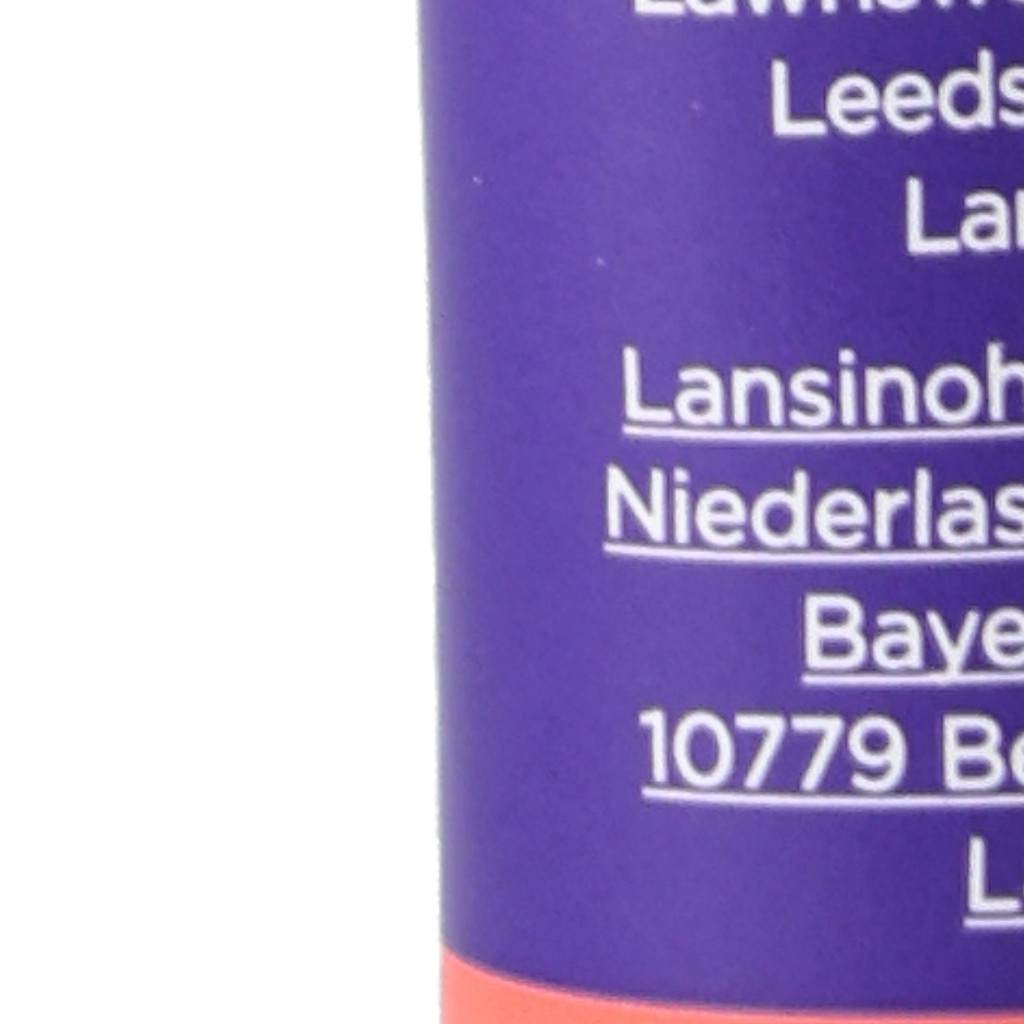 Leeds
Lar
Lansinoh
Niederlas
Baye
10779 Be
L